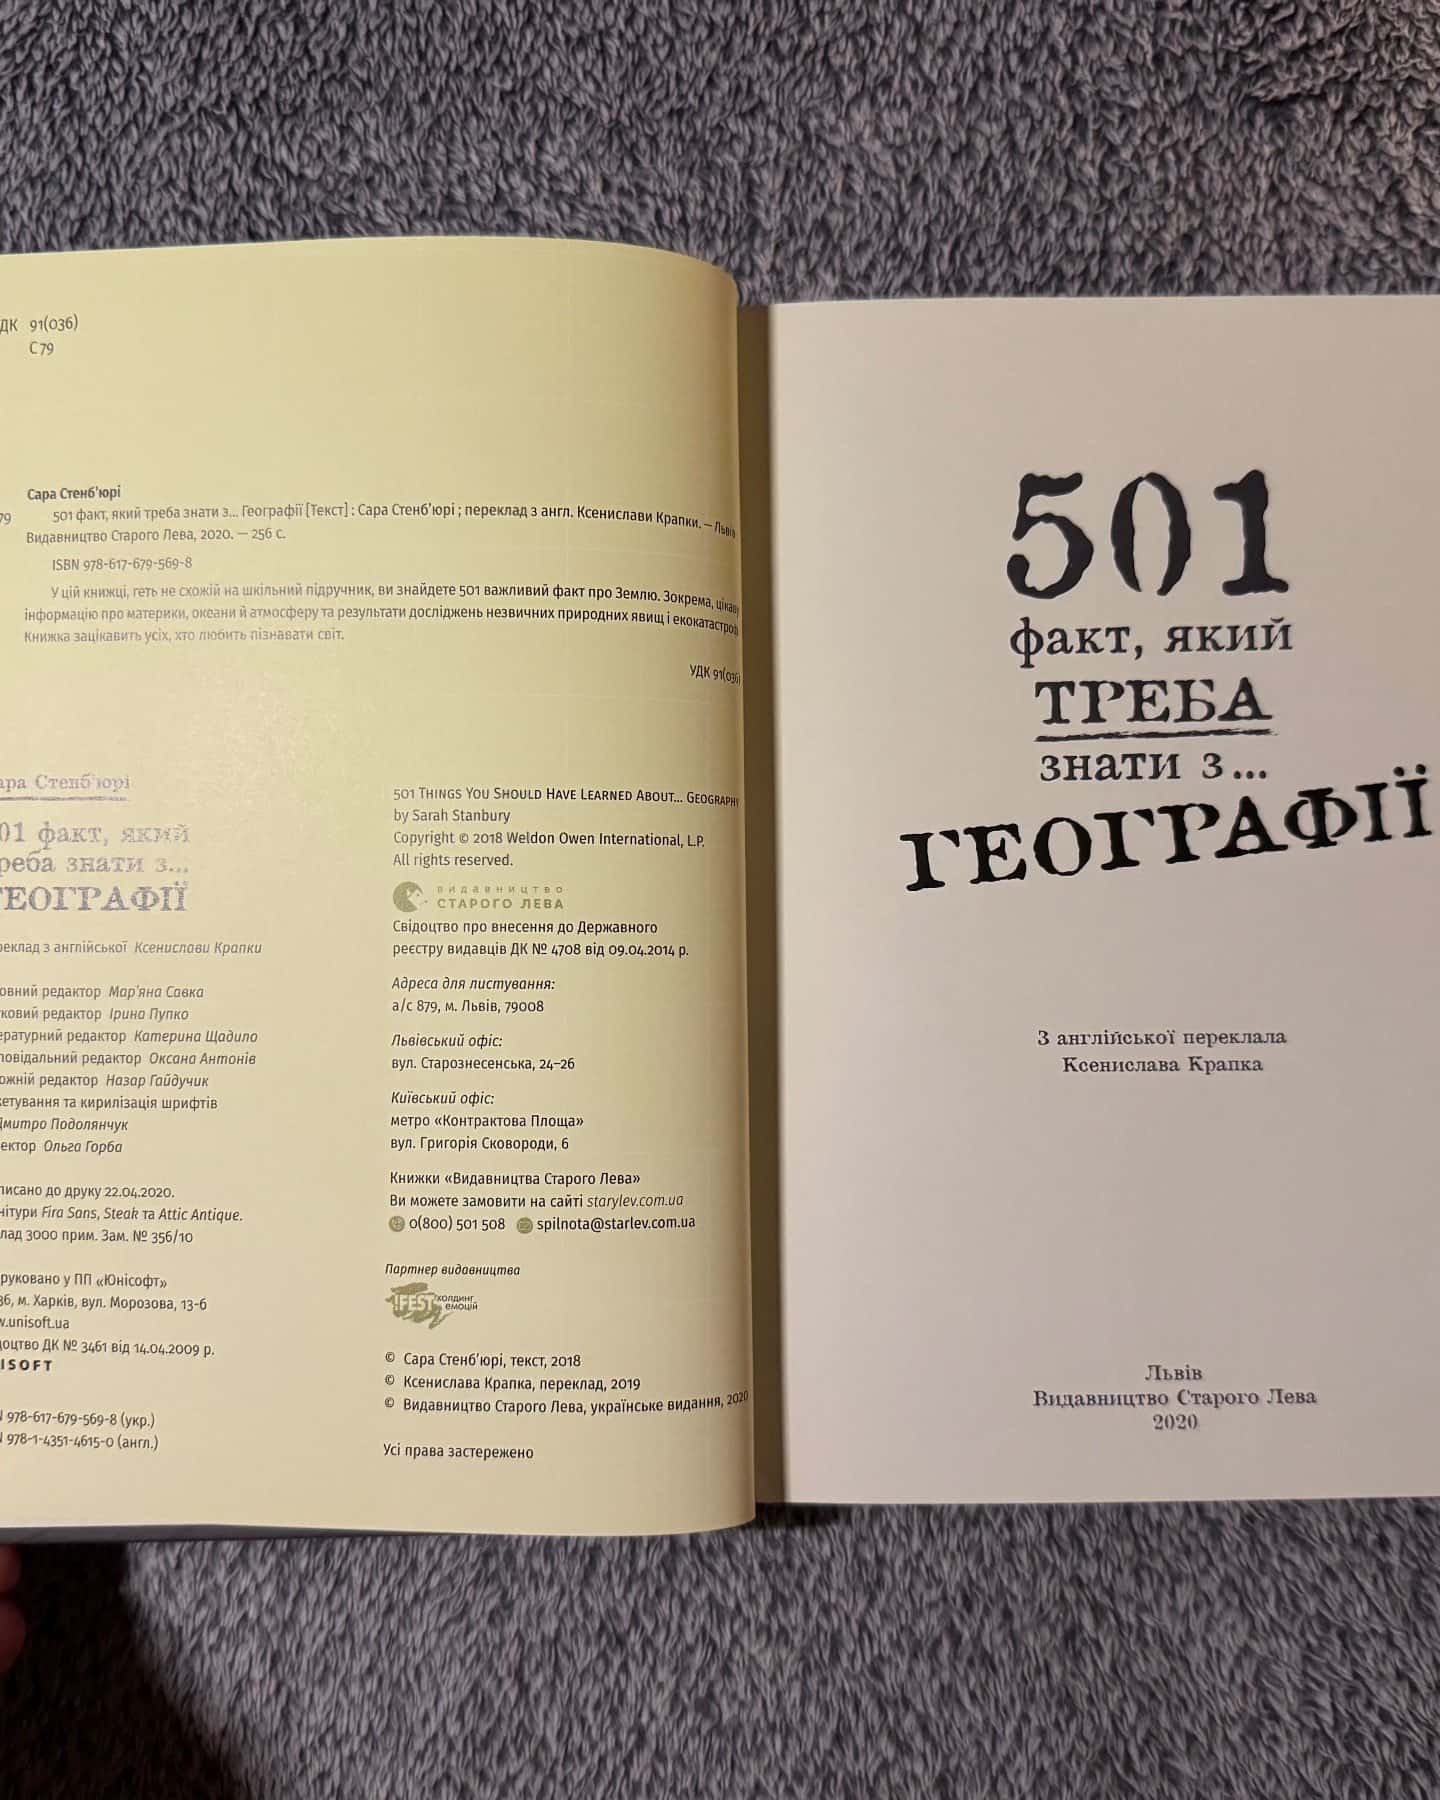 ДК 91(036)
С 79
Сара Стенб'юрі
79 501 факт, який треба знати з... Географії [Текст] : Сара Стенб'юрі ; переклад з англ. Ксенислави Крапки. — Львів
Видавництво Старого Лева, 2020. — 256 с.
ISBN 978-617-679-569-8
У цій книжці, геть не схожій на шкільний підручник, ви знайдете 501 важливий факт про Землю. Зокрема, цікаву
інформацію про материки, океани й атмосферу та результати досліджень незвичних природних явищ і екокатастроф
Книжка зацікавить усіх, хто любить пізнавати світ.
УДК 91(036)
ара Стенб'юрі
01 факт, який
реба знати з...
ГЕОГРАФІЇ
реклад з англійської Ксенислави Крапки
овний редактор Мар'яна Савка
уковий редактор Ірина Пупко
ературний редактор Катерина Щадило
повідальний редактор Оксана Антонів
ожній редактор Назар Гайдучик
кетування та кирилізація шрифтів
Дмитро Подолянчук
ектор Ольга Горба
писано до друку 22.04.2020.
нітури Fira Sans, Steak та Attic Antique.
лад 3000 прим. Зам. № 356/10
руковано у ПП «Юнісофт»
36, м. Харків, вул. Морозова, 13-б
w.unisoft.ua
доцтво ДК № 3461 від 14.04.2009 р.
ISOFT
978-617-679-569-8 (укр.)
978-1-4351-4615-0 (англ.)
501 Things You Should Have Learned About... Geography
by Sarah Stanbury
Copyright © 2018 Weldon Owen International, L.P.
All rights reserved.
видавництво
СТАРОГО ЛЕВА
Свідоцтво про внесення до Державного
реєстру видавців ДК № 4708 від 09.04.2014 р.
Адреса для листування:
а/с 879, м. Львів, 79008
Львівський офіс:
вул. Старознесенська, 24–26
Київський офіс:
метро «Контрактова Площа»
вул. Григорія Сковороди, 6
Книжки «Видавництва Старого Лева»
Ви можете замовити на сайті starylev.com.ua
0(800) 501 508 spilnota@starlev.com.ua
Партнер видавництва
!FEST холдинг
емоцій
© Сара Стенб'юрі, текст, 2018
© Ксенислава Крапка, переклад, 2019
© Видавництво Старого Лева, українське видання, 2020
Усі права застережено
501
факт, який
ТРЕБА
знати з...
ГЕОГРАФІЇ
З англійської переклала
Ксенислава Крапка
Львів
Видавництво Старого Лева
2020